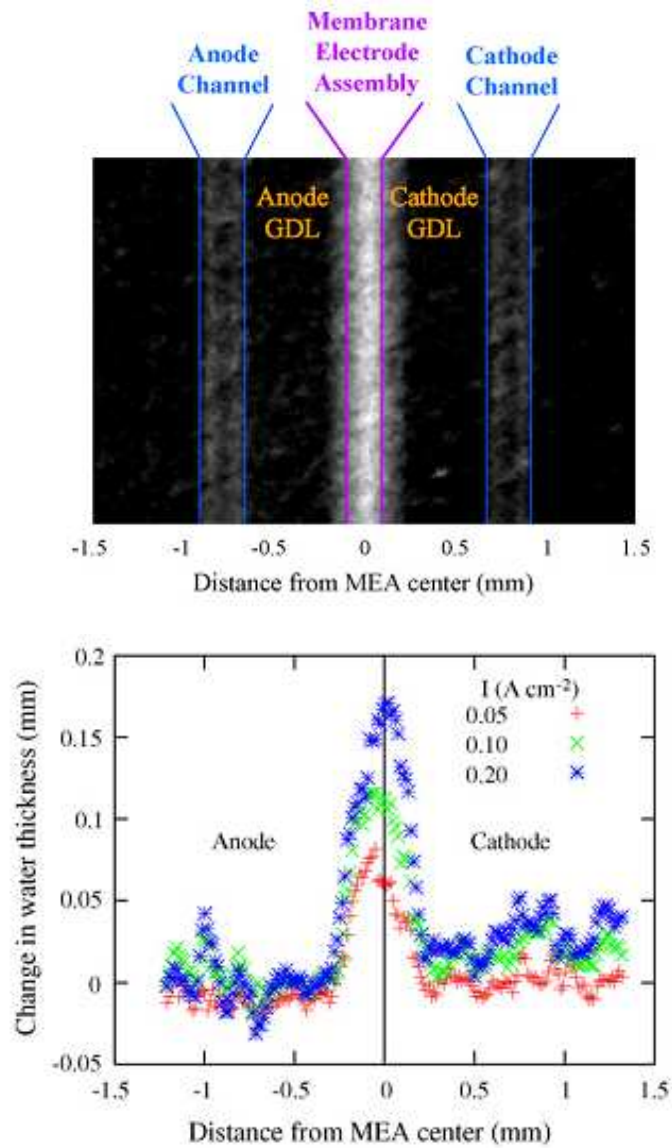 Membrane
Electrode
Assembly
Anode
Channel
Cathode
Channel
Anode
GDL
Cathode
GDL
-1.5 -1 -0.5 0 0.5 1 1.5
Distance from MEA center (mm)
0.2
0.15
0.1
0.05
0
-0.05
Change in water thickness (mm)
I (A cm-2)
0.05
0.10
0.20
Anode
Cathode
-1.5 -1 -0.5 0 0.5 1 1.5
Distance from MEA center (mm)